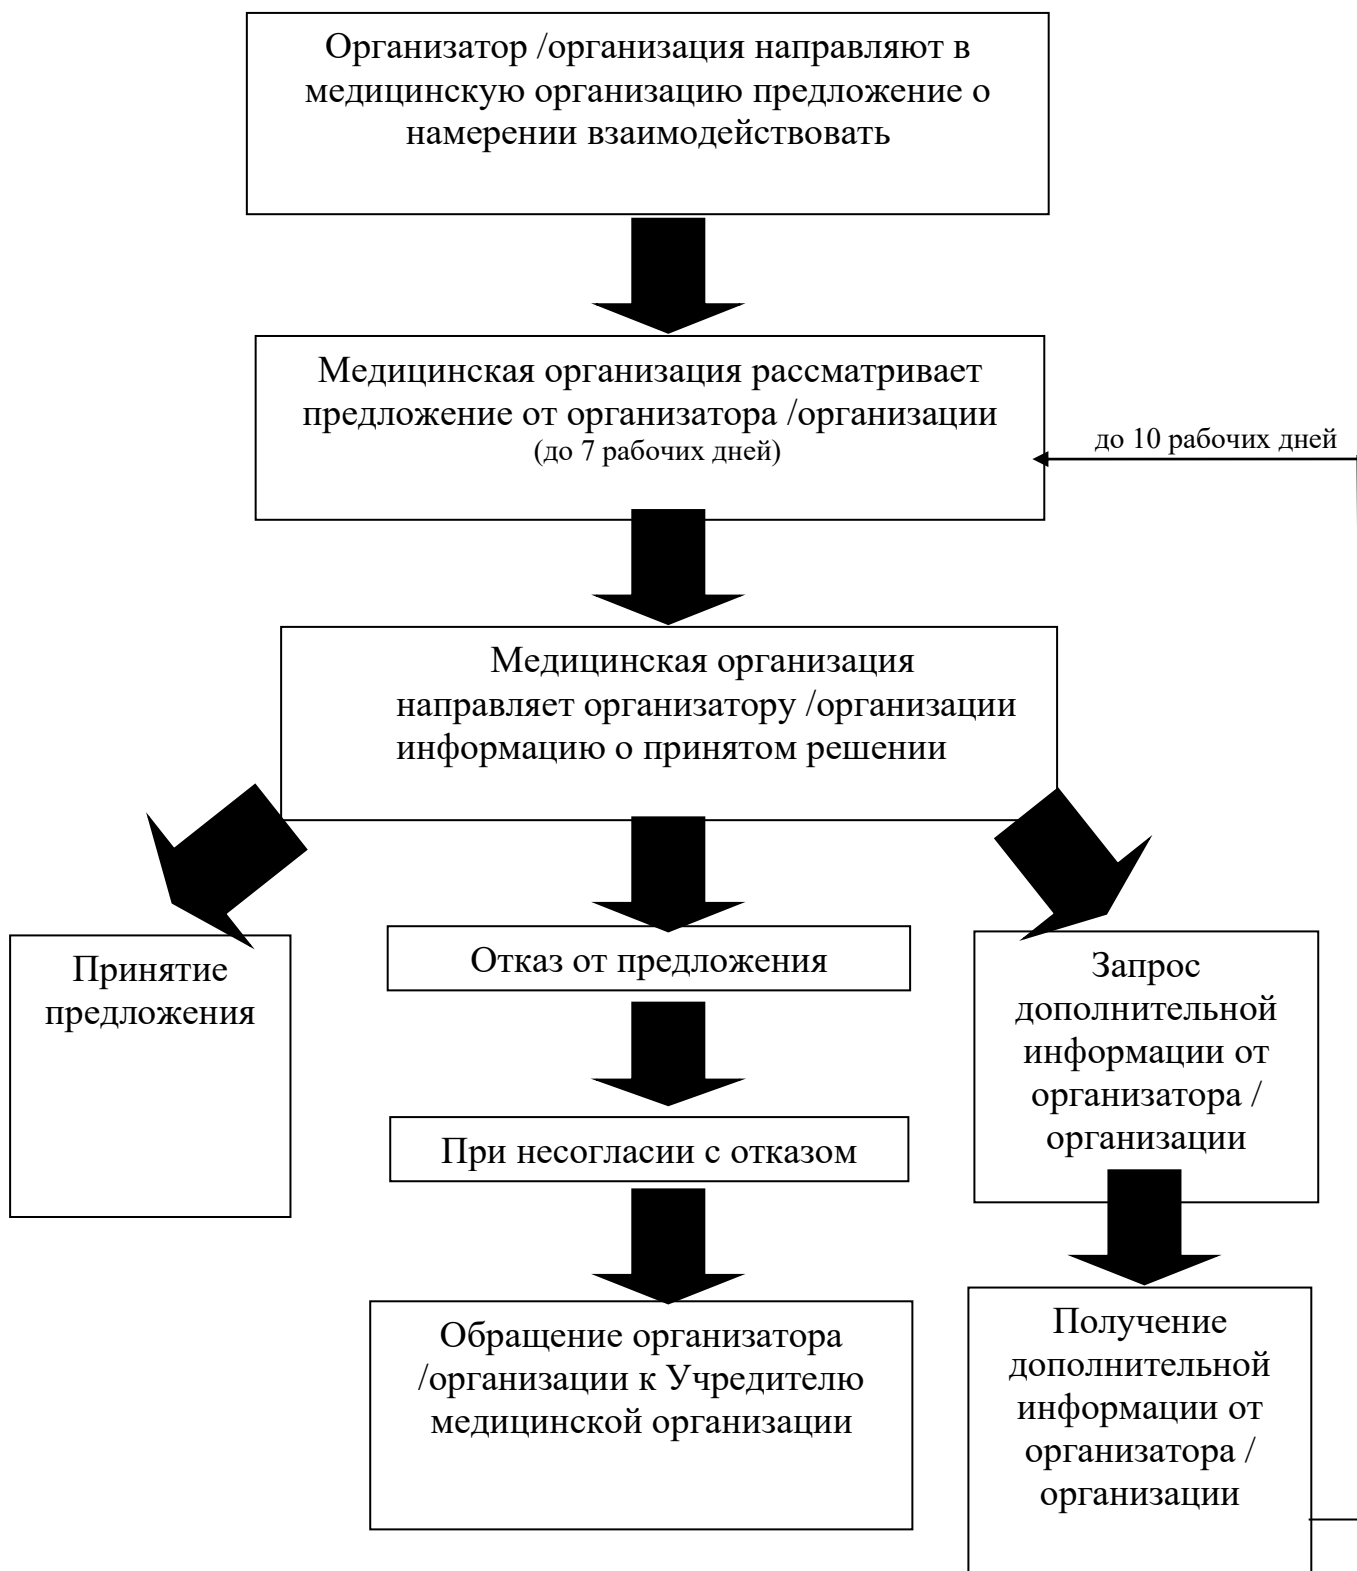 Организатор /организация направляют в
медицинскую организацию предложение о
намерении взаимодействовать
Медицинская организация рассматривает
предложение от организатора /организации
(до 7 рабочих дней)
до 10 рабочих дней
Медицинская организация
направляет организатору /организации
информацию о принятом решении
Принятие
предложения
Отказ от предложения
При несогласии с отказом
Обращение организатора
/организации к Учредителю
медицинской организации
Запрос
дополнительной
информации от
организатора /
организации
Получение
дополнительной
информации от
организатора /
организации